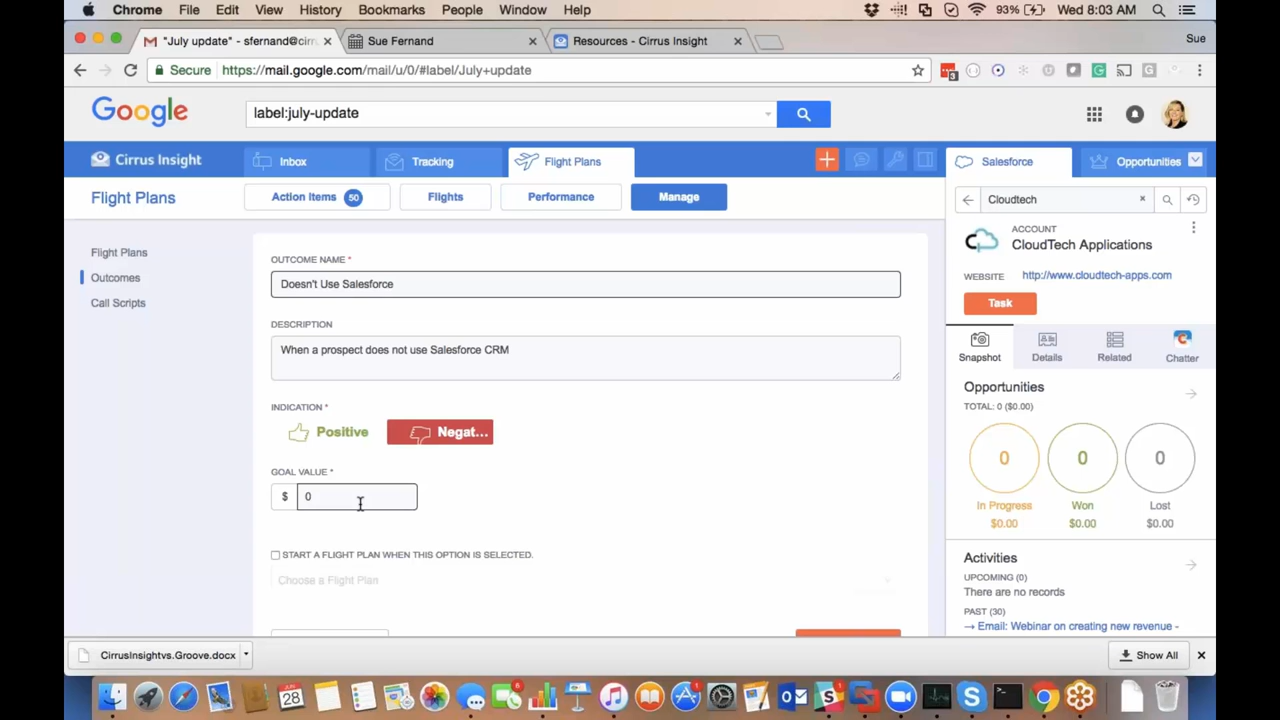 Chrome File Edit View History Bookmarks People Window Help 93% Wed 8:03 AM
"July update" - sfernand@cirr Sue Fernand Resources - Cirrus Insight Sue
Secure https://mail.google.com/mail/u/0/#label/July+update 3
Google label:july-update
Cirrus Insight Inbox Tracking Flight Plans Salesforce Opportunities
Flight Plans Action Items 50 Flights Performance Manage
Cloudtech
Flight Plans
Outcomes
Call Scripts
OUTCOME NAME *
Doesn't Use Salesforce
DESCRIPTION
When a prospect does not use Salesforce CRM
INDICATION *
Positive Negat...
GOAL VALUE *
$ 0
START A FLIGHT PLAN WHEN THIS OPTION IS SELECTED.
Choose a Flight Plan
ACCOUNT
CloudTech Applications
WEBSITE http://www.cloudtech-apps.com
Task
Snapshot Details Related Chatter
Opportunities
TOTAL: 0 ($0.00)
0 0 0
In Progress Won Lost
$0.00 $0.00 $0.00
Activities
UPCOMING (0)
There are no records
PAST (30)
→ Email: Webinar on creating new revenue -
CirrusInsightvs.Groove.docx Show All
JUN
28